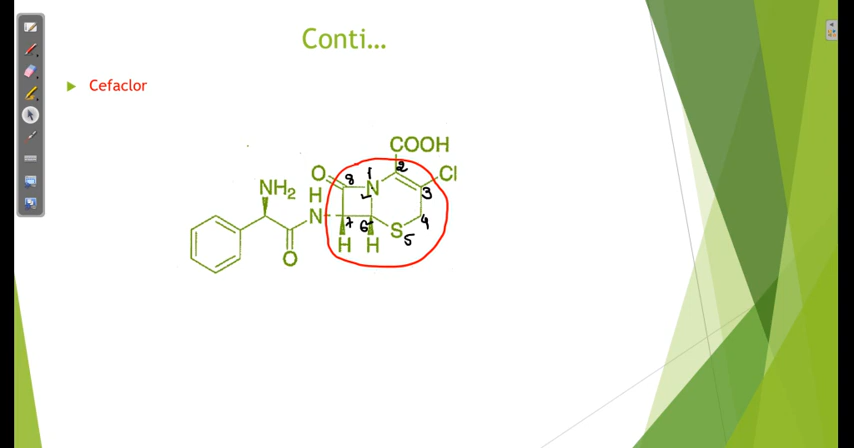 Conti…
Cefaclor
COOH
1
2
O
8
N
Cl
NH2
H
3
N
7
6
4
S
5
H
H
O